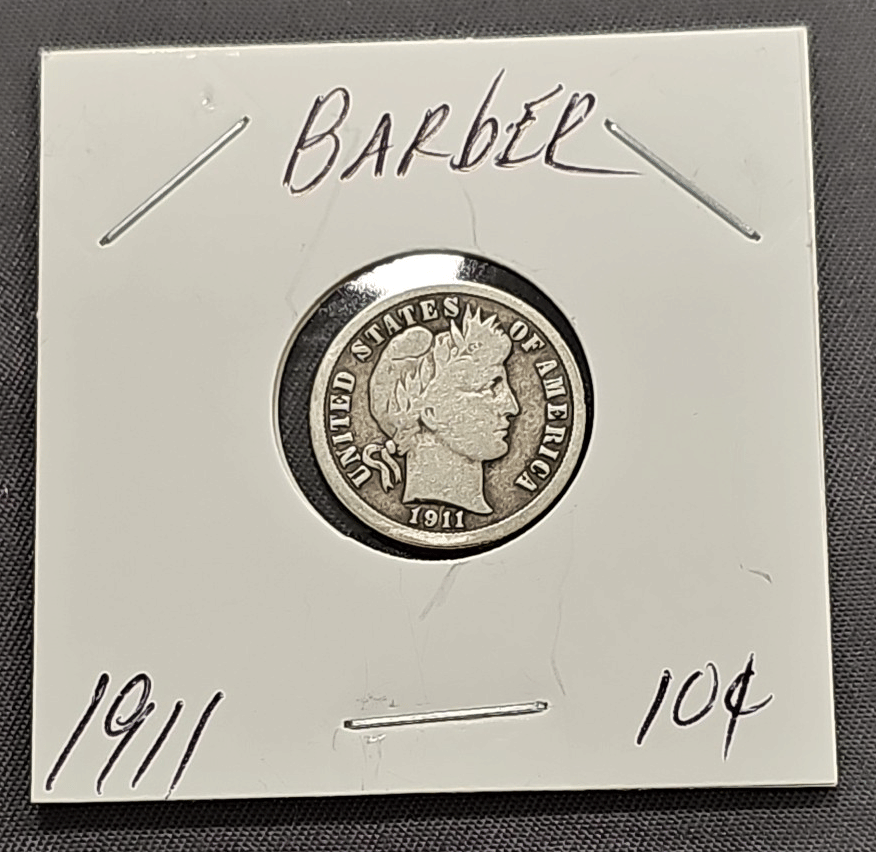 BARbER
UNITED STATES OF AMERICA
1911
1911
10¢